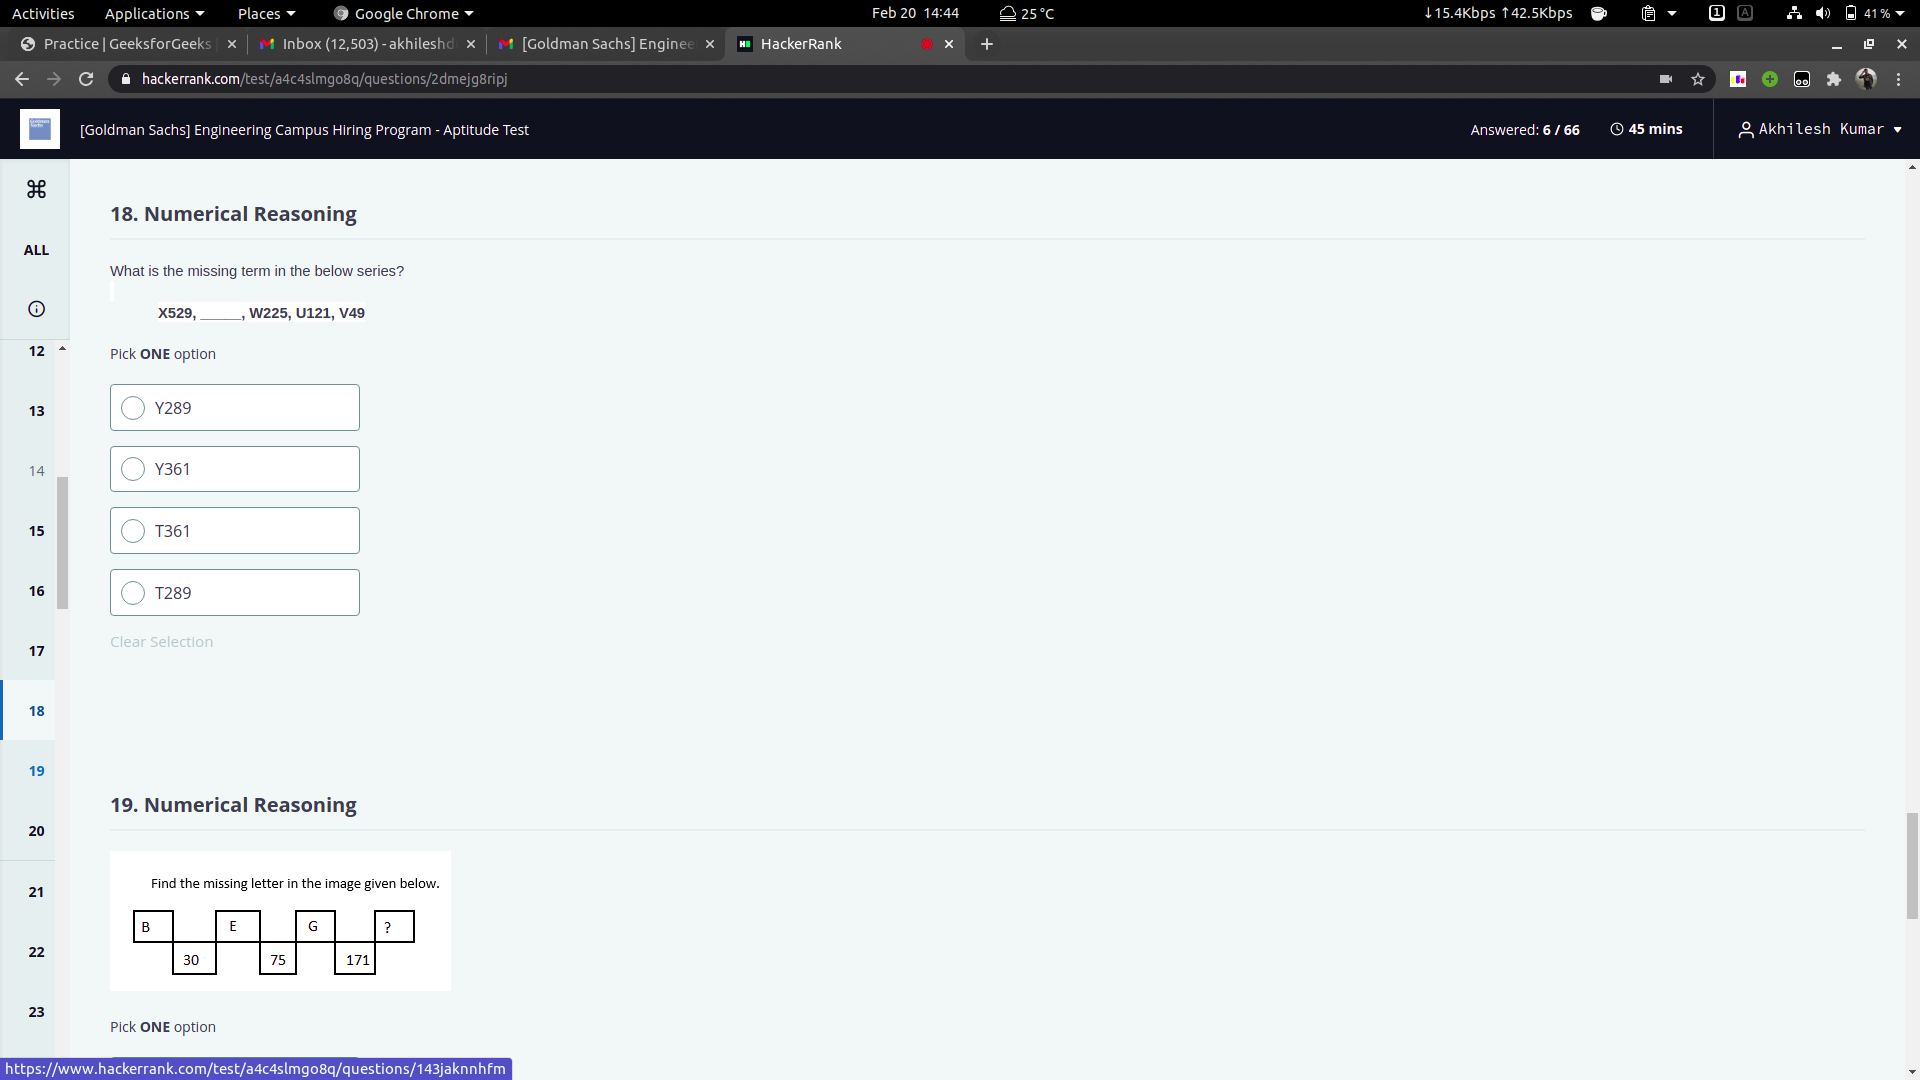 Activities Applications Places Google Chrome Feb 20 14:44 25 °C ↓15.4Kbps ↑42.5Kbps 1 A 41 %
Practice | GeeksforGeeks Inbox (12,503) - akhileshd [Goldman Sachs] Enginee HackerRank
hackerrank.com/test/a4c4slmgo8q/questions/2dmejg8ripj
[Goldman Sachs] Engineering Campus Hiring Program - Aptitude Test Answered: 6 / 66 45 mins Akhilesh Kumar
ALL
12
13
14
15
16
17
18
19
20
21
22
23
18. Numerical Reasoning
What is the missing term in the below series?
X529, _____, W225, U121, V49
Pick ONE option
Y289
Y361
T361
T289
Clear Selection
19. Numerical Reasoning
Find the missing letter in the image given below.
B E G ?
30 75 171
Pick ONE option
https://www.hackerrank.com/test/a4c4slmgo8q/questions/143jaknnhfm